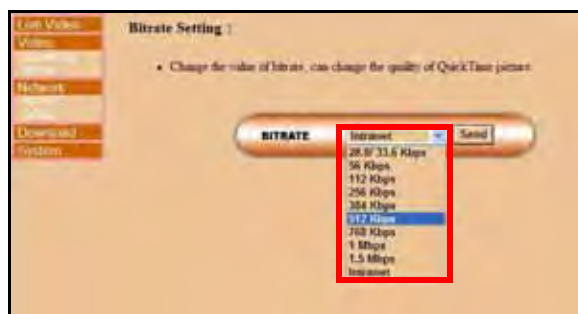 Live Video
Bitrate Setting :
Video
Change the value of bitrate, can change the quality of QuickTime picture
Network
BITRATE
Intranet
Send
Download
System
28.8/ 33.6 Kbps
56 Kbps
112 Kbps
256 Kbps
384 Kbps
512 Kbps
768 Kbps
1 Mbps
1.5 Mbps
Intranet